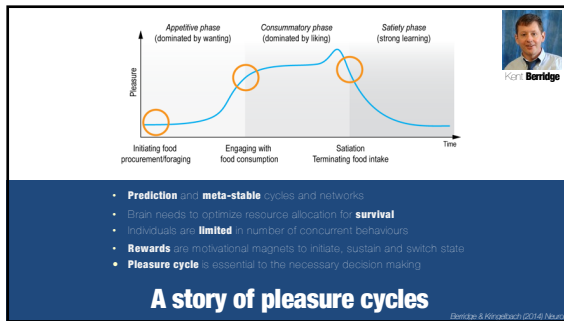 Appetitive phase
(dominated by wanting)
Consummatory phase
(dominated by liking)
Satiety phase
(strong learning)
Pleasure
Time
Initiating food
procurement/foraging
Engaging with
food consumption
Satiation
Terminating food intake
Kent Berridge
• Prediction and meta-stable cycles and networks
• Brain needs to optimize resource allocation for survival
• Individuals are limited in number of concurrent behaviours
• Rewards are motivational magnets to initiate, sustain and switch state
• Pleasure cycle is essential to the necessary decision making
A story of pleasure cycles
Berridge & Kringelbach (2014) Neuro